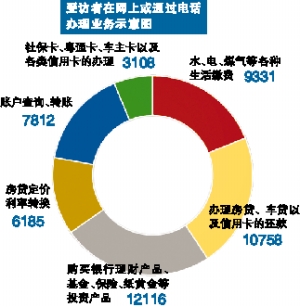 受访者在网上或通过电话
办理业务示意图
社保卡、粤通卡、车主卡以及
各类信用卡的办理 3108
水、电、煤气等各种
生活缴费
9331
账户查询、转账
7812
房贷定价
利率转换
6185
办理房贷、车贷以
及信用卡的还款
10758
购买银行理财产品、
基金、保险、纸黄金等
投资产品 12116